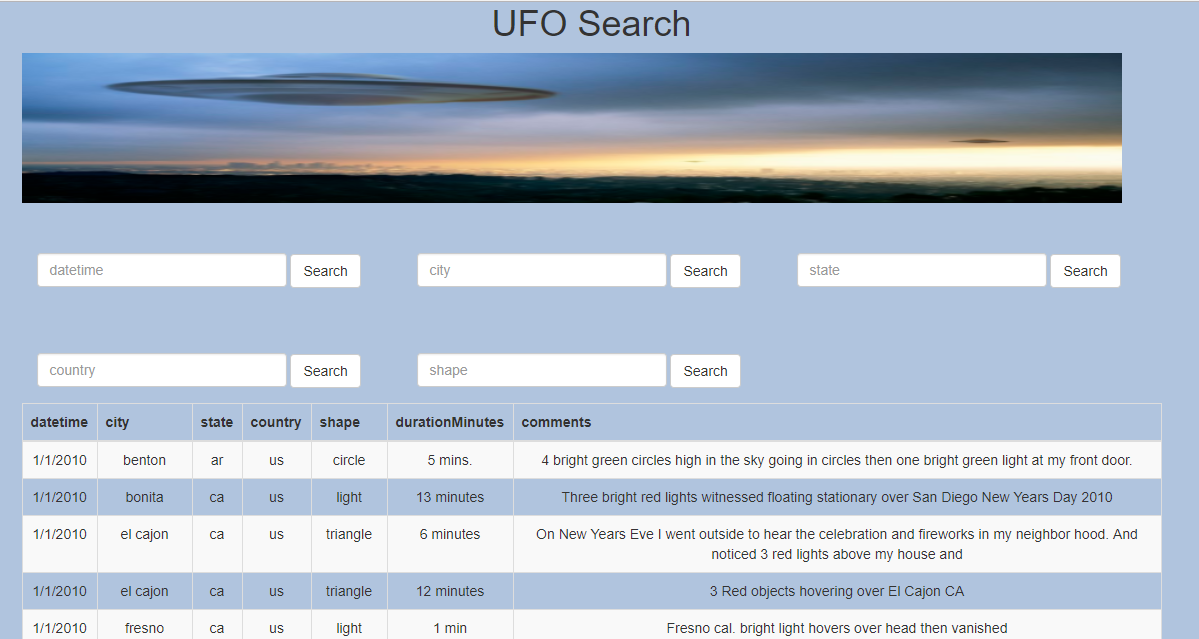 UFO Search
datetime Search city Search state Search
country Search shape Search
datetime city state country shape durationMinutes comments
1/1/2010 benton ar us circle 5 mins. 4 bright green circles high in the sky going in circles then one bright green light at my front door.
1/1/2010 bonita ca us light 13 minutes Three bright red lights witnessed floating stationary over San Diego New Years Day 2010
1/1/2010 el cajon ca us triangle 6 minutes On New Years Eve I went outside to hear the celebration and fireworks in my neighbor hood. And
noticed 3 red lights above my house and
1/1/2010 el cajon ca us triangle 12 minutes 3 Red objects hovering over El Cajon CA
1/1/2010 fresno ca us light 1 min Fresno cal. bright light hovers over head then vanished